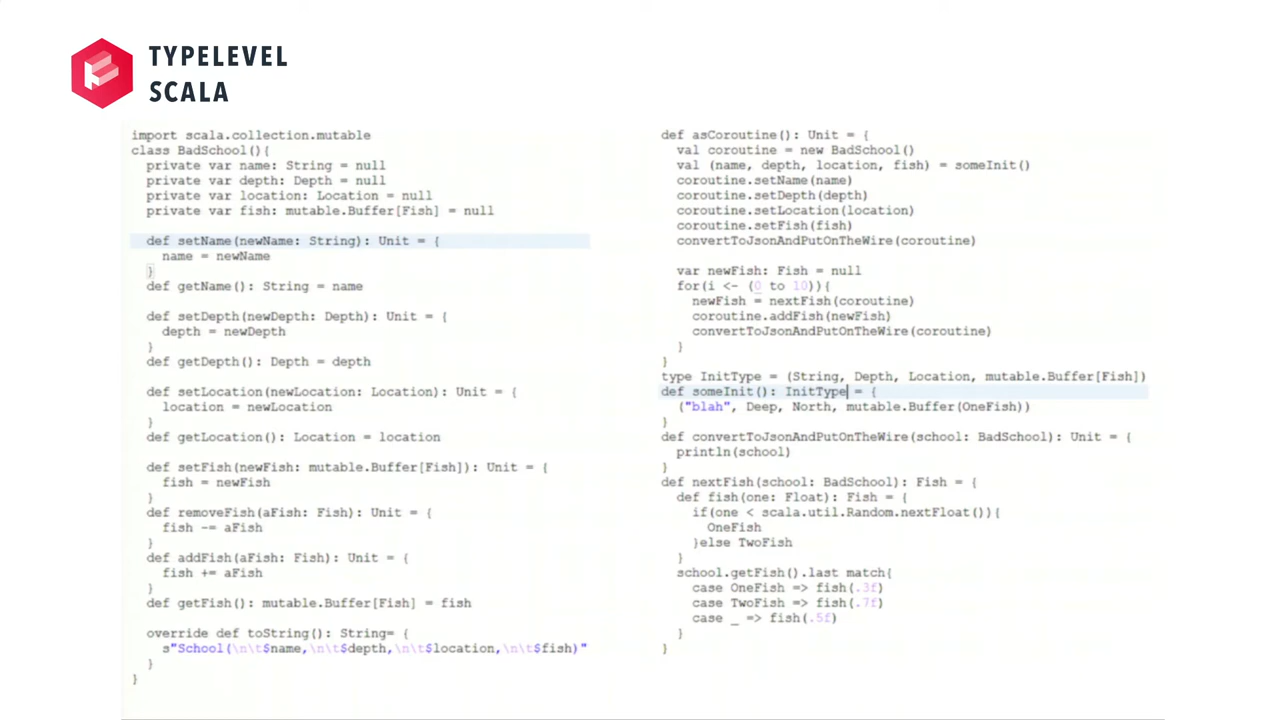 TYPELEVEL
SCALA
import scala.collection.mutable
class BadSchool(){
private var name: String = null
private var depth: Depth = null
private var location: Location = null
private var fish: mutable.Buffer[Fish] = null
def setName(newName: String): Unit = {
name = newName
}
def getName(): String = name
def setDepth(newDepth: Depth): Unit = {
depth = newDepth
}
def getDepth(): Depth = depth
def setLocation(newLocation: Location): Unit = {
location = newLocation
}
def getLocation(): Location = location
def setFish(newFish: mutable.Buffer[Fish]): Unit = {
fish = newFish
}
def removeFish(aFish: Fish): Unit = {
fish -= aFish
}
def addFish(aFish: Fish): Unit = {
fish += aFish
}
def getFish(): mutable.Buffer[Fish] = fish
override def toString(): String= {
s"School(\n\t$name,\n\t$depth,\n\t$location,\n\t$fish)"
}
}
def asCoroutine(): Unit = {
val coroutine = new BadSchool()
val (name, depth, location, fish) = someInit()
coroutine.setName(name)
coroutine.setDepth(depth)
coroutine.setLocation(location)
coroutine.setFish(fish)
convertToJsonAndPutOnTheWire(coroutine)
var newFish: Fish = null
for(i <- (0 to 10)){
newFish = nextFish(coroutine)
coroutine.addFish(newFish)
convertToJsonAndPutOnTheWire(coroutine)
}
}
type InitType = (String, Depth, Location, mutable.Buffer[Fish])
def someInit(): InitType = {
("blah", Deep, North, mutable.Buffer(OneFish))
}
def convertToJsonAndPutOnTheWire(school: BadSchool): Unit = {
println(school)
}
def nextFish(school: BadSchool): Fish = {
def fish(one: Float): Fish = {
if(one < scala.util.Random.nextFloat()){
OneFish
}else TwoFish
}
school.getFish().last match{
case OneFish => fish(.3f)
case TwoFish => fish(.7f)
case _ => fish(.5f)
}
}